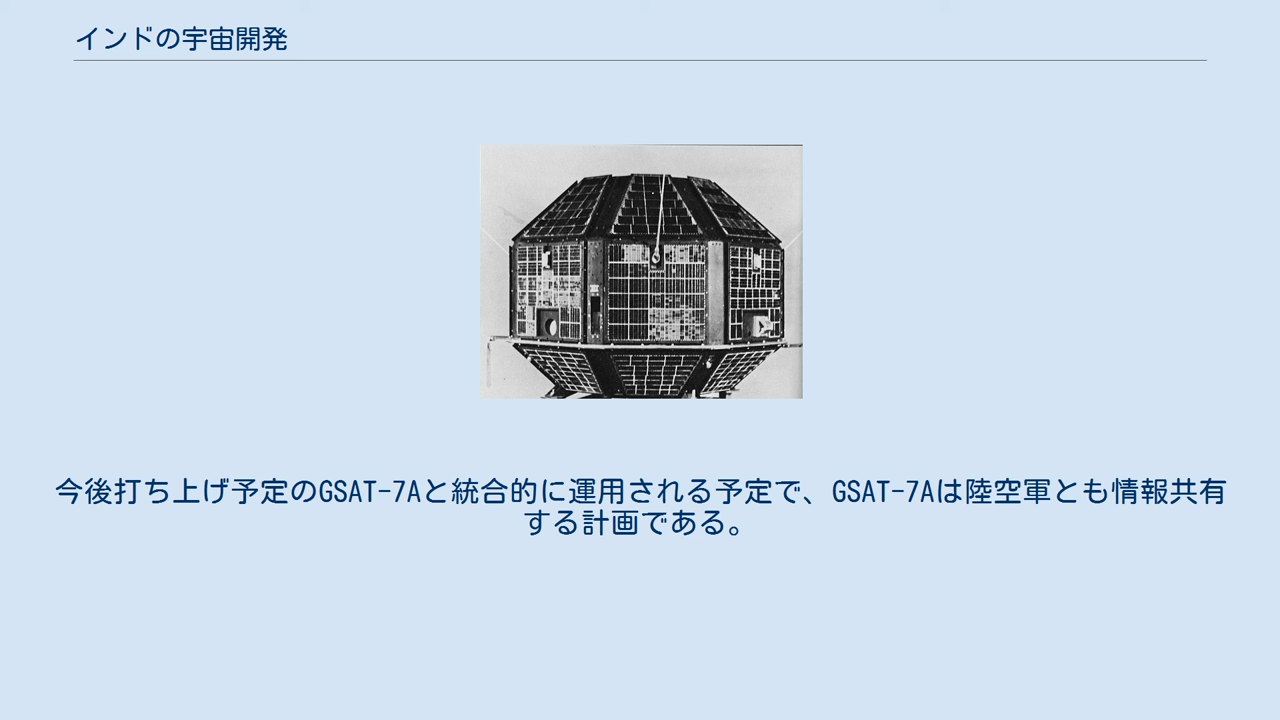 インドの宇宙開発
今後打ち上げ予定のGSAT-7Aと統合的に運用される予定で、GSAT-7Aは陸空軍とも情報共有
する計画である。